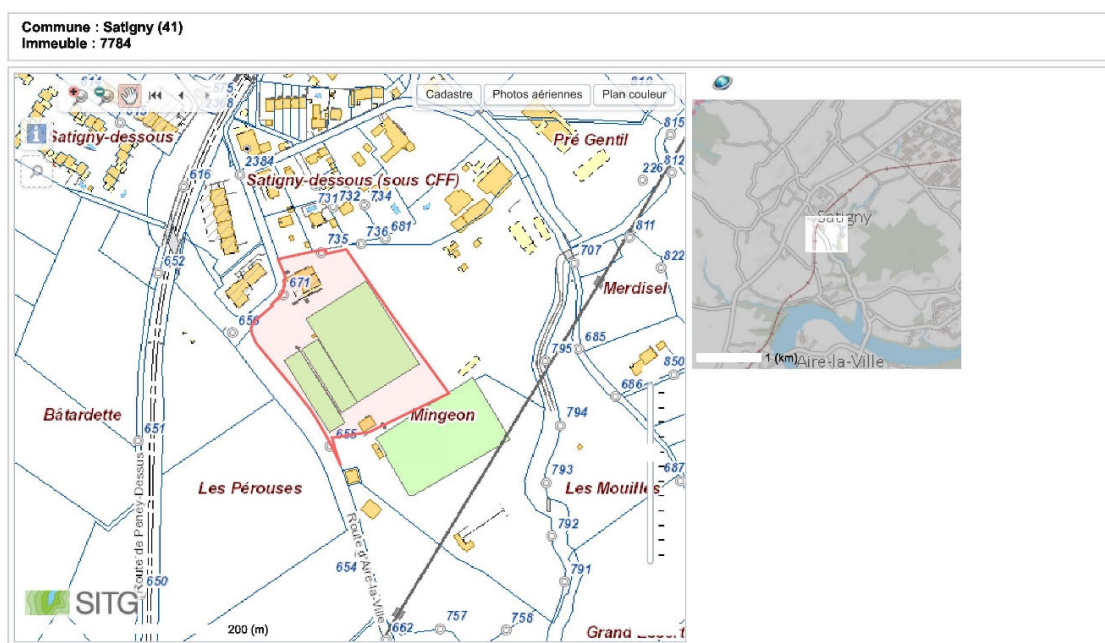 Commune : Satigny (41)
Immeuble : 7784
Cadastre
Photos aériennes
Plan couleur
815
Satigny-dessous
Pré Gentil
812
226
2384
616
Satigny-dessous (sous CFF)
731
732
734
681
811
735
736
707
822
652
671
Merdisel
656
795
685
850
686
Bâtardette
651
655
Mingeon
794
793
687
Les Pérouses
Les Mouilles
792
Route de Peney-Dessus
Route d'Aire-la-Ville
654
791
650
SITG
200 (m)
662
757
758
Satigny
1 (km)
Aire-la-Ville